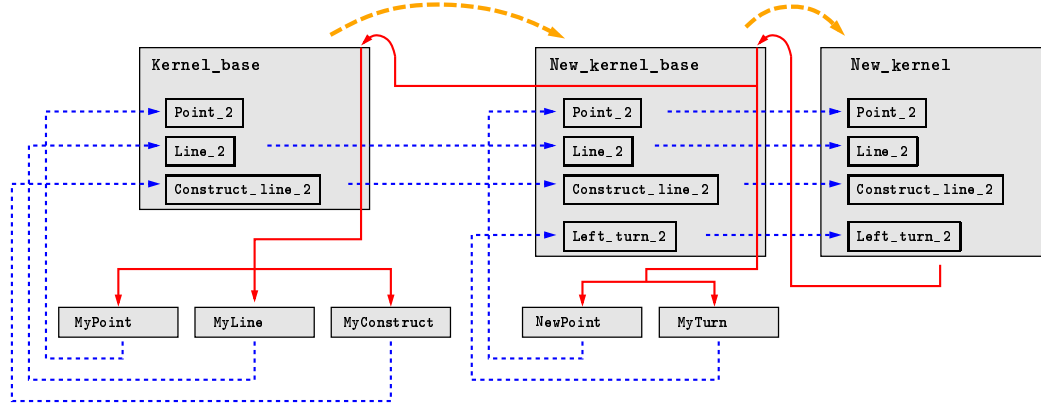 Kernel_base
Point_2
Line_2
Construct_line_2
New_kernel_base
Point_2
Line_2
Construct_line_2
Left_turn_2
New_kernel
Point_2
Line_2
Construct_line_2
Left_turn_2
MyPoint
MyLine
MyConstruct
NewPoint
MyTurn